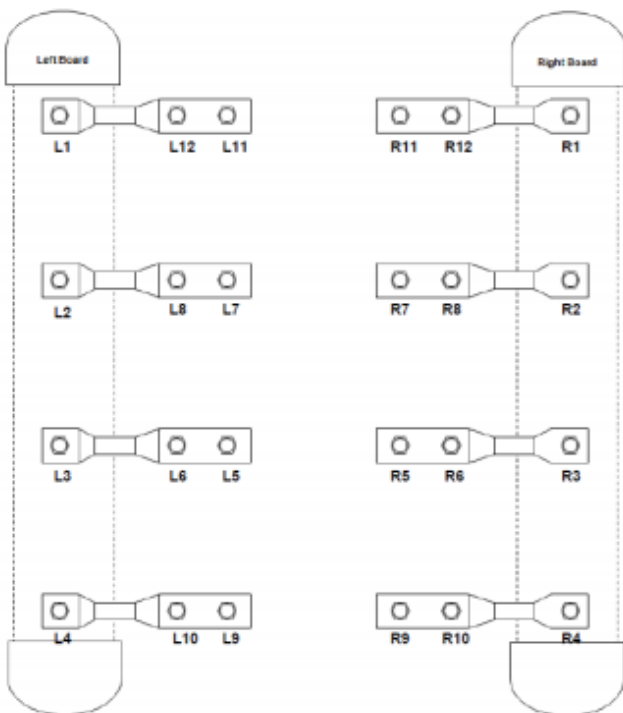 Left Board
Right Board
L1 L12 L11 R11 R12 R1
L2 L8 L7 R7 R8 R2
L3 L6 L5 R5 R6 R3
L4 L10 L9 R9 R10 R4